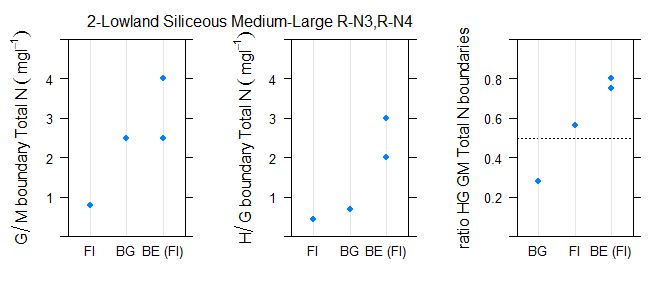 2-Lowland Siliceous Medium-Large R-N3,R-N4
G/ M boundary Total N ( mgl⁻¹)
4
3
2
1
FI BG BE (FI)
H/ G boundary Total N ( mgl⁻¹)
4
3
2
1
FI BG BE (FI)
ratio HG GM Total N boundaries
0.8
0.6
0.4
0.2
BG FI BE (FI)